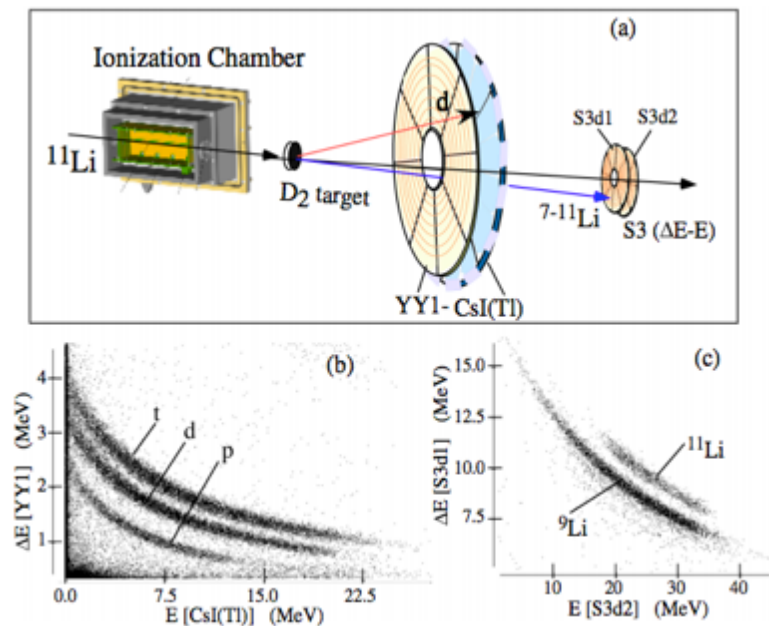 (a)
Ionization Chamber
d
S3d1
S3d2
¹¹Li
D₂ target
⁷⁻¹¹Li
S3 (ΔE-E)
YY1-CsI(Tl)
(b)
ΔE [YY1] (MeV)
4
3
2
1
t
d
p
0.0
7.5
15.0
22.5
E [CsI(Tl)] (MeV)
(c)
ΔE [S3d1] (MeV)
15.0
12.5
10.0
7.5
¹¹Li
⁹Li
10
20
30
40
E [S3d2] (MeV)